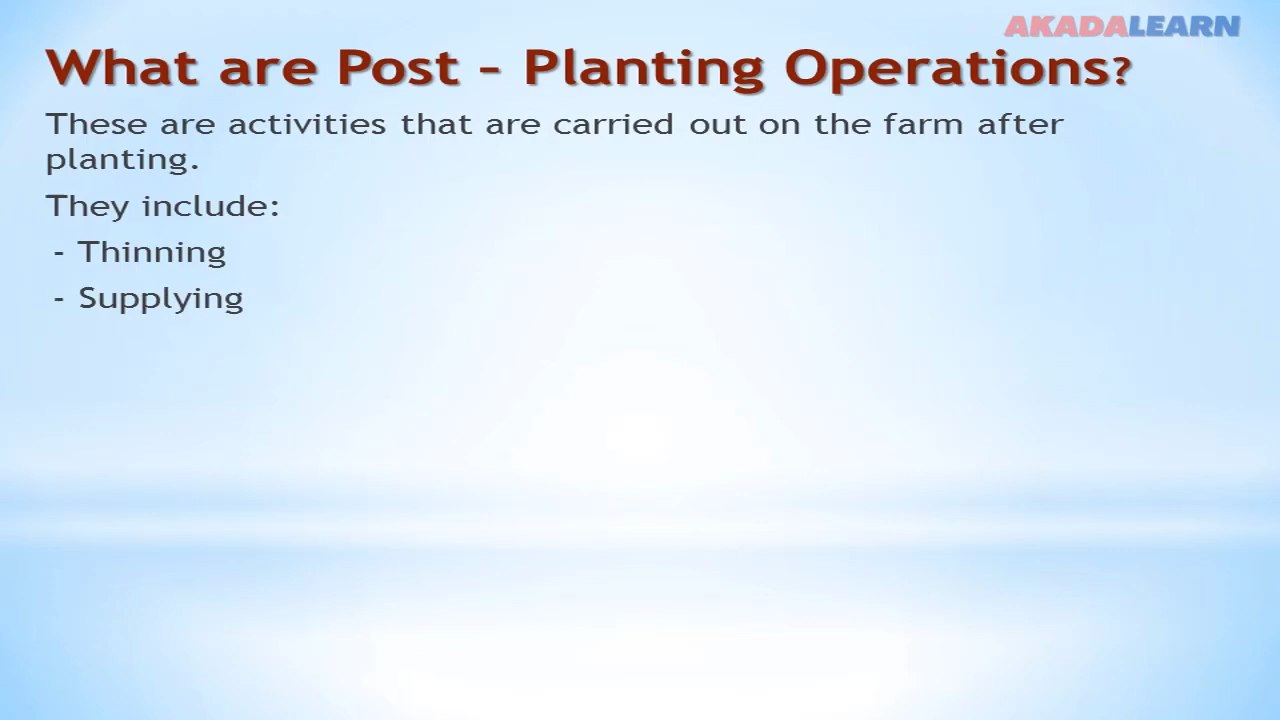 AKADALEARN
What are Post - Planting Operations?
These are activities that are carried out on the farm after
planting.
They include:
- Thinning
- Supplying